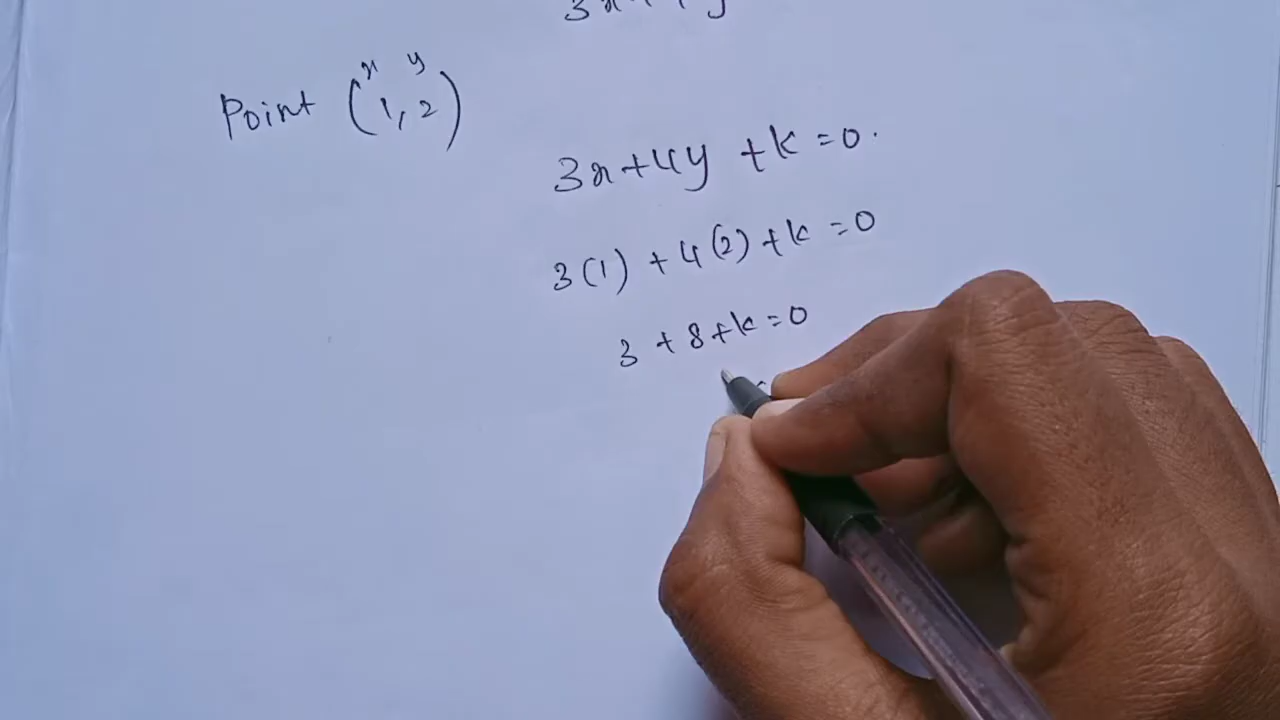 Point (1, 2)
x y
3x+4y +k =0.
3(1) +4(2) +k =0
3 + 8+k=0